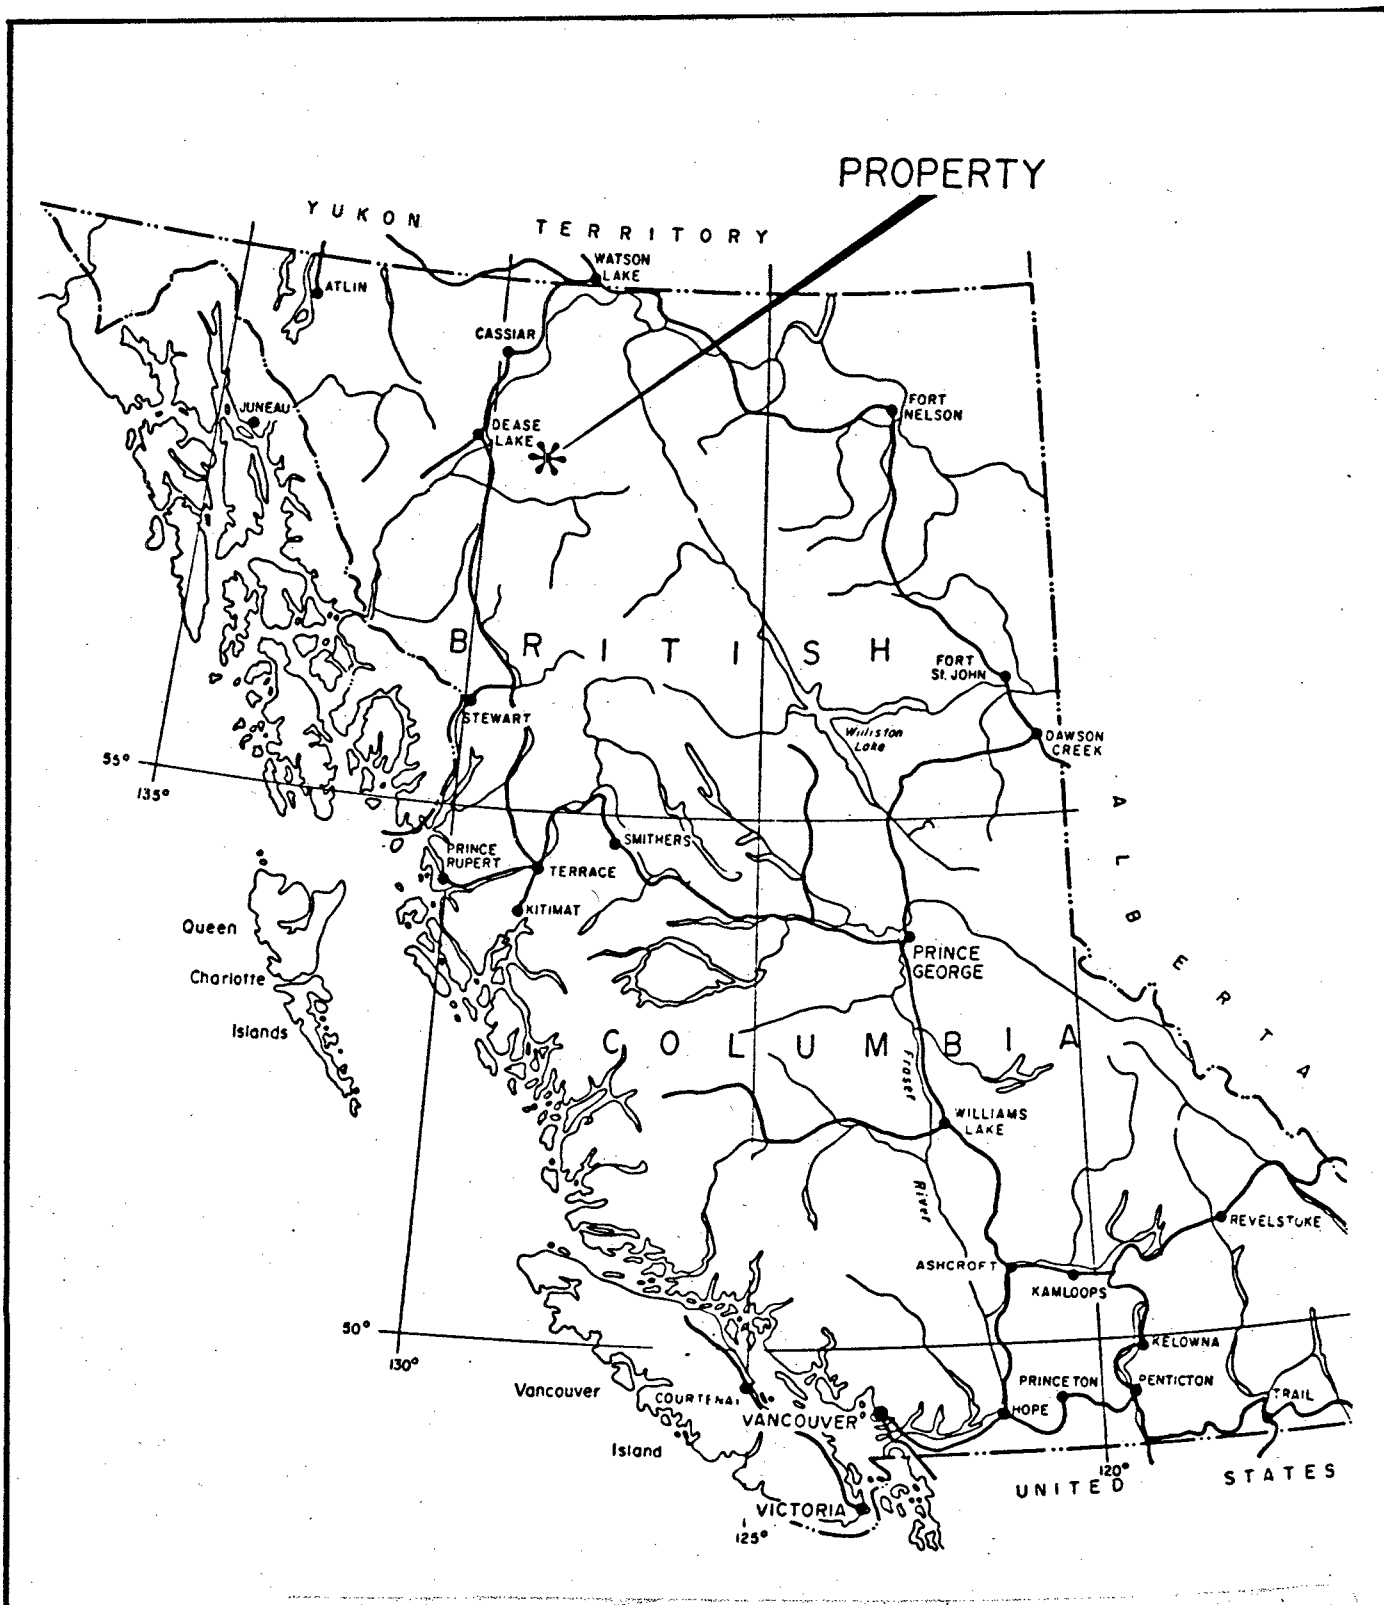 PROPERTY
YUKON
TERRITORY
WATSON
LAKE
ATLIN
CASSIAR
JUNEAU
FORT
NELSON
DEASE
LAKE
BRITISH
FORT
St. JOHN
STEWART
Williston
Lake
DAWSON
CREEK
55°
135°
ALBERTA
PRINCE
RUPERT
SMITHERS
TERRACE
KITIMAT
Queen
Charlotte
Islands
PRINCE
GEORGE
COLUMBIA
Fraser
River
WILLIAMS
LAKE
REVELSTOKE
ASHCROFT
KAMLOOPS
50°
130°
KELOWNA
PRINCETON
PENTICTON
TRAIL
Vancouver
Island
COURTENAY
VANCOUVER
HOPE
120°
UNITED STATES
VICTORIA
125°